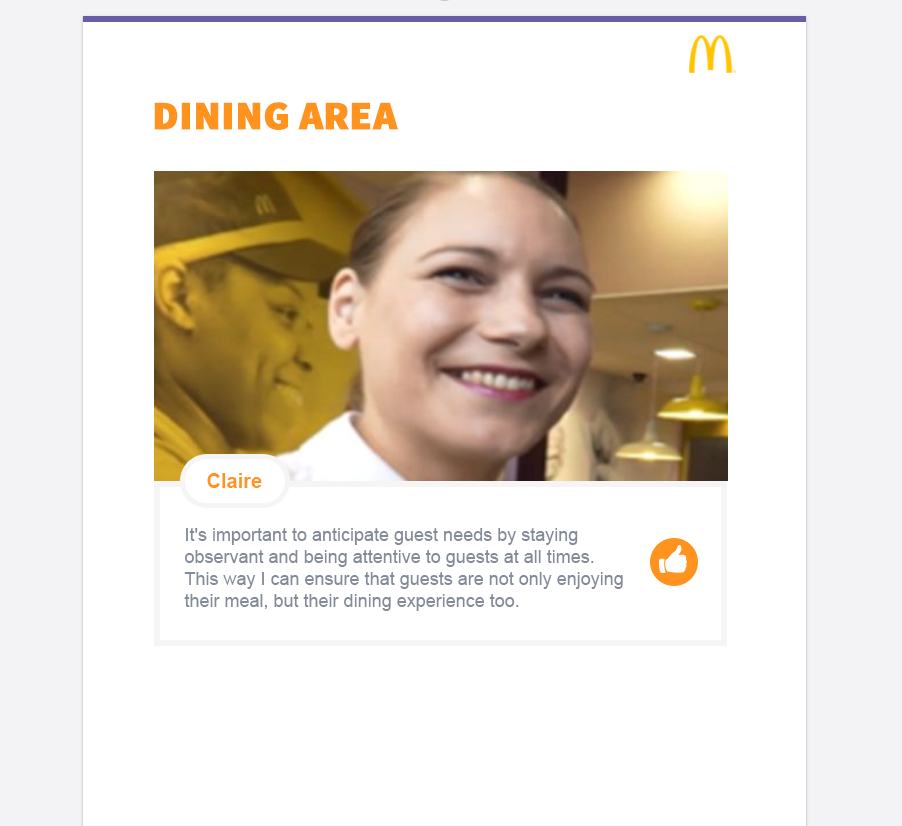 DINING AREA
Claire
It's important to anticipate guest needs by staying
observant and being attentive to guests at all times.
This way I can ensure that guests are not only enjoying
their meal, but their dining experience too.